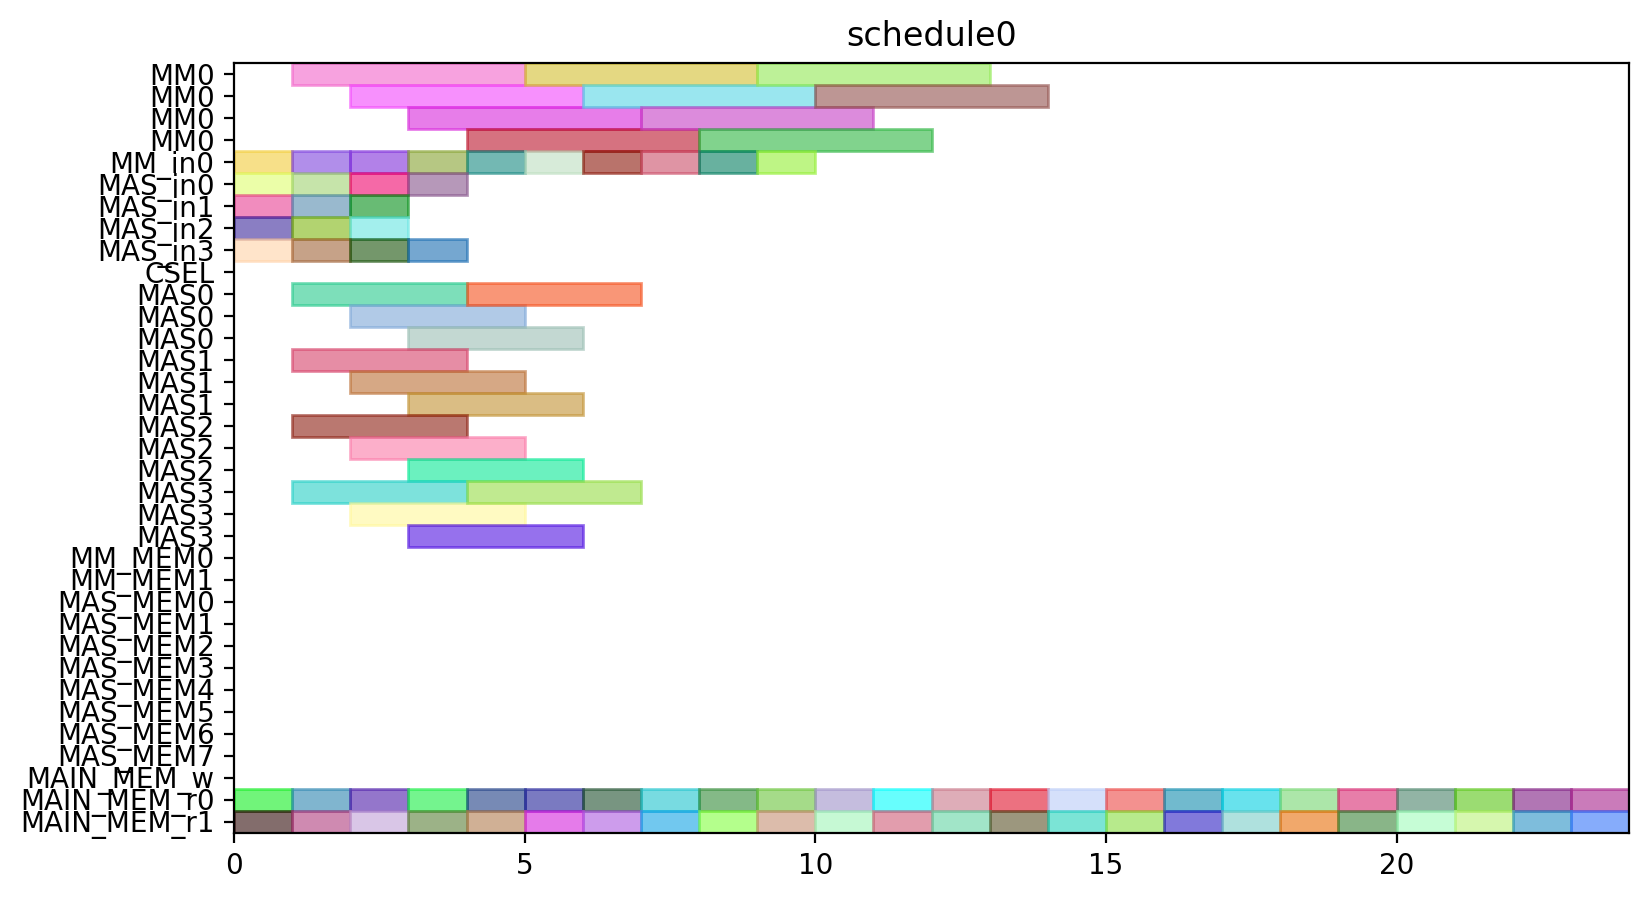 schedule0
MM0
MM0
MM0
MM0
MM_in0
MAS_in0
MAS_in1
MAS_in2
MAS_in3
CSEL
MAS0
MAS0
MAS0
MAS1
MAS1
MAS1
MAS2
MAS2
MAS2
MAS3
MAS3
MAS3
MM_MEM0
MM_MEM1
MAS_MEM0
MAS_MEM1
MAS_MEM2
MAS_MEM3
MAS_MEM4
MAS_MEM5
MAS_MEM6
MAS_MEM7
MAIN_MEM_w
MAIN_MEM_r0
MAIN_MEM_r1
0 5 10 15 20